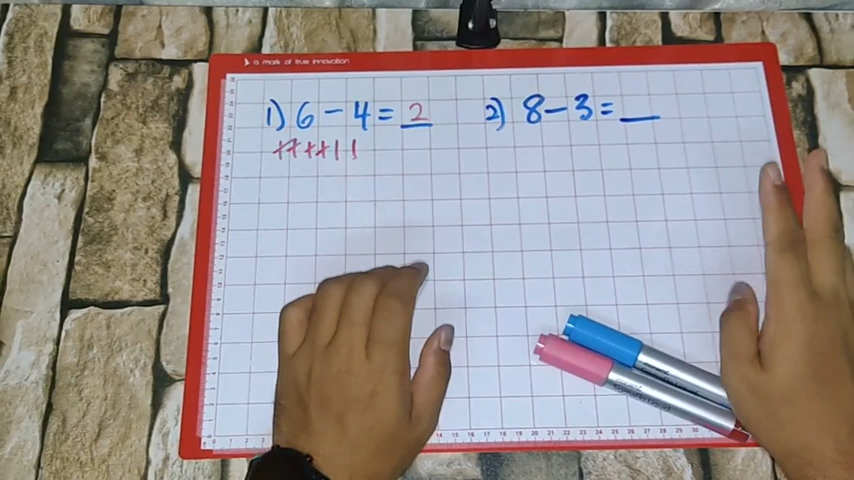 a mark of true innovation
1) 6 - 4 = 2
2) 8 - 3 = __